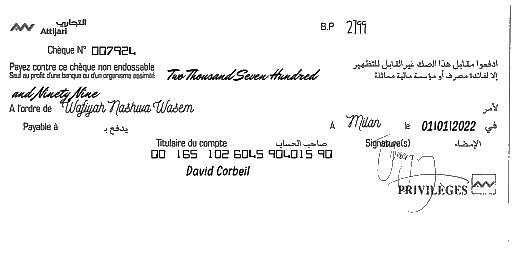 التجاري
Attijari
B.P 2799
Chèque N° 007924
Payez contre ce chèque non endossable
Seul au profit d'une banque ou d'un organisme assimilé
Two Thousand Seven Hundred
ادفعوا مقابل هذا الصك غير القابل للتظهير
إلا لفائدة مصرف أو مؤسسة مالية مماثلة
and Ninety Nine
A l'ordre de Wafiyah Nashwa Wasem لأمر
Payable à يدفع بـ A Milan le 01/01/2022 في
Titulaire du compte صاحب الحساب Signature(s) الإمضاء
00 165 102 6045 904015 90
David Corbeil
PRIVILÈGES